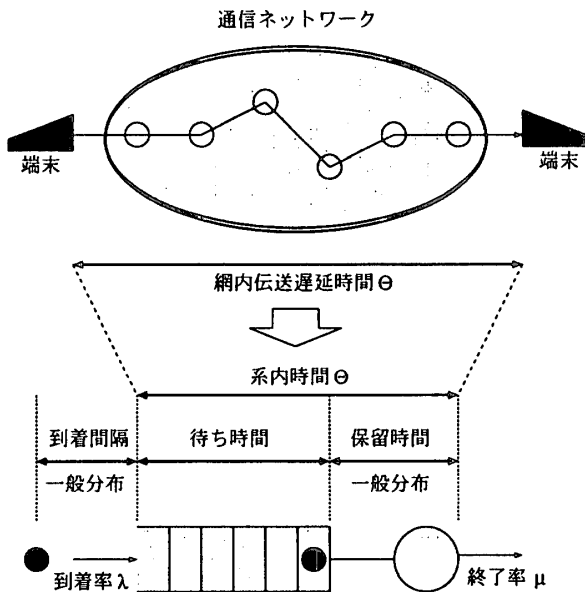 通信ネットワーク
端末
端末
網内伝送遅延時間Θ
系内時間Θ
到着間隔
待ち時間
保留時間
一般分布
一般分布
到着率λ
終了率μ